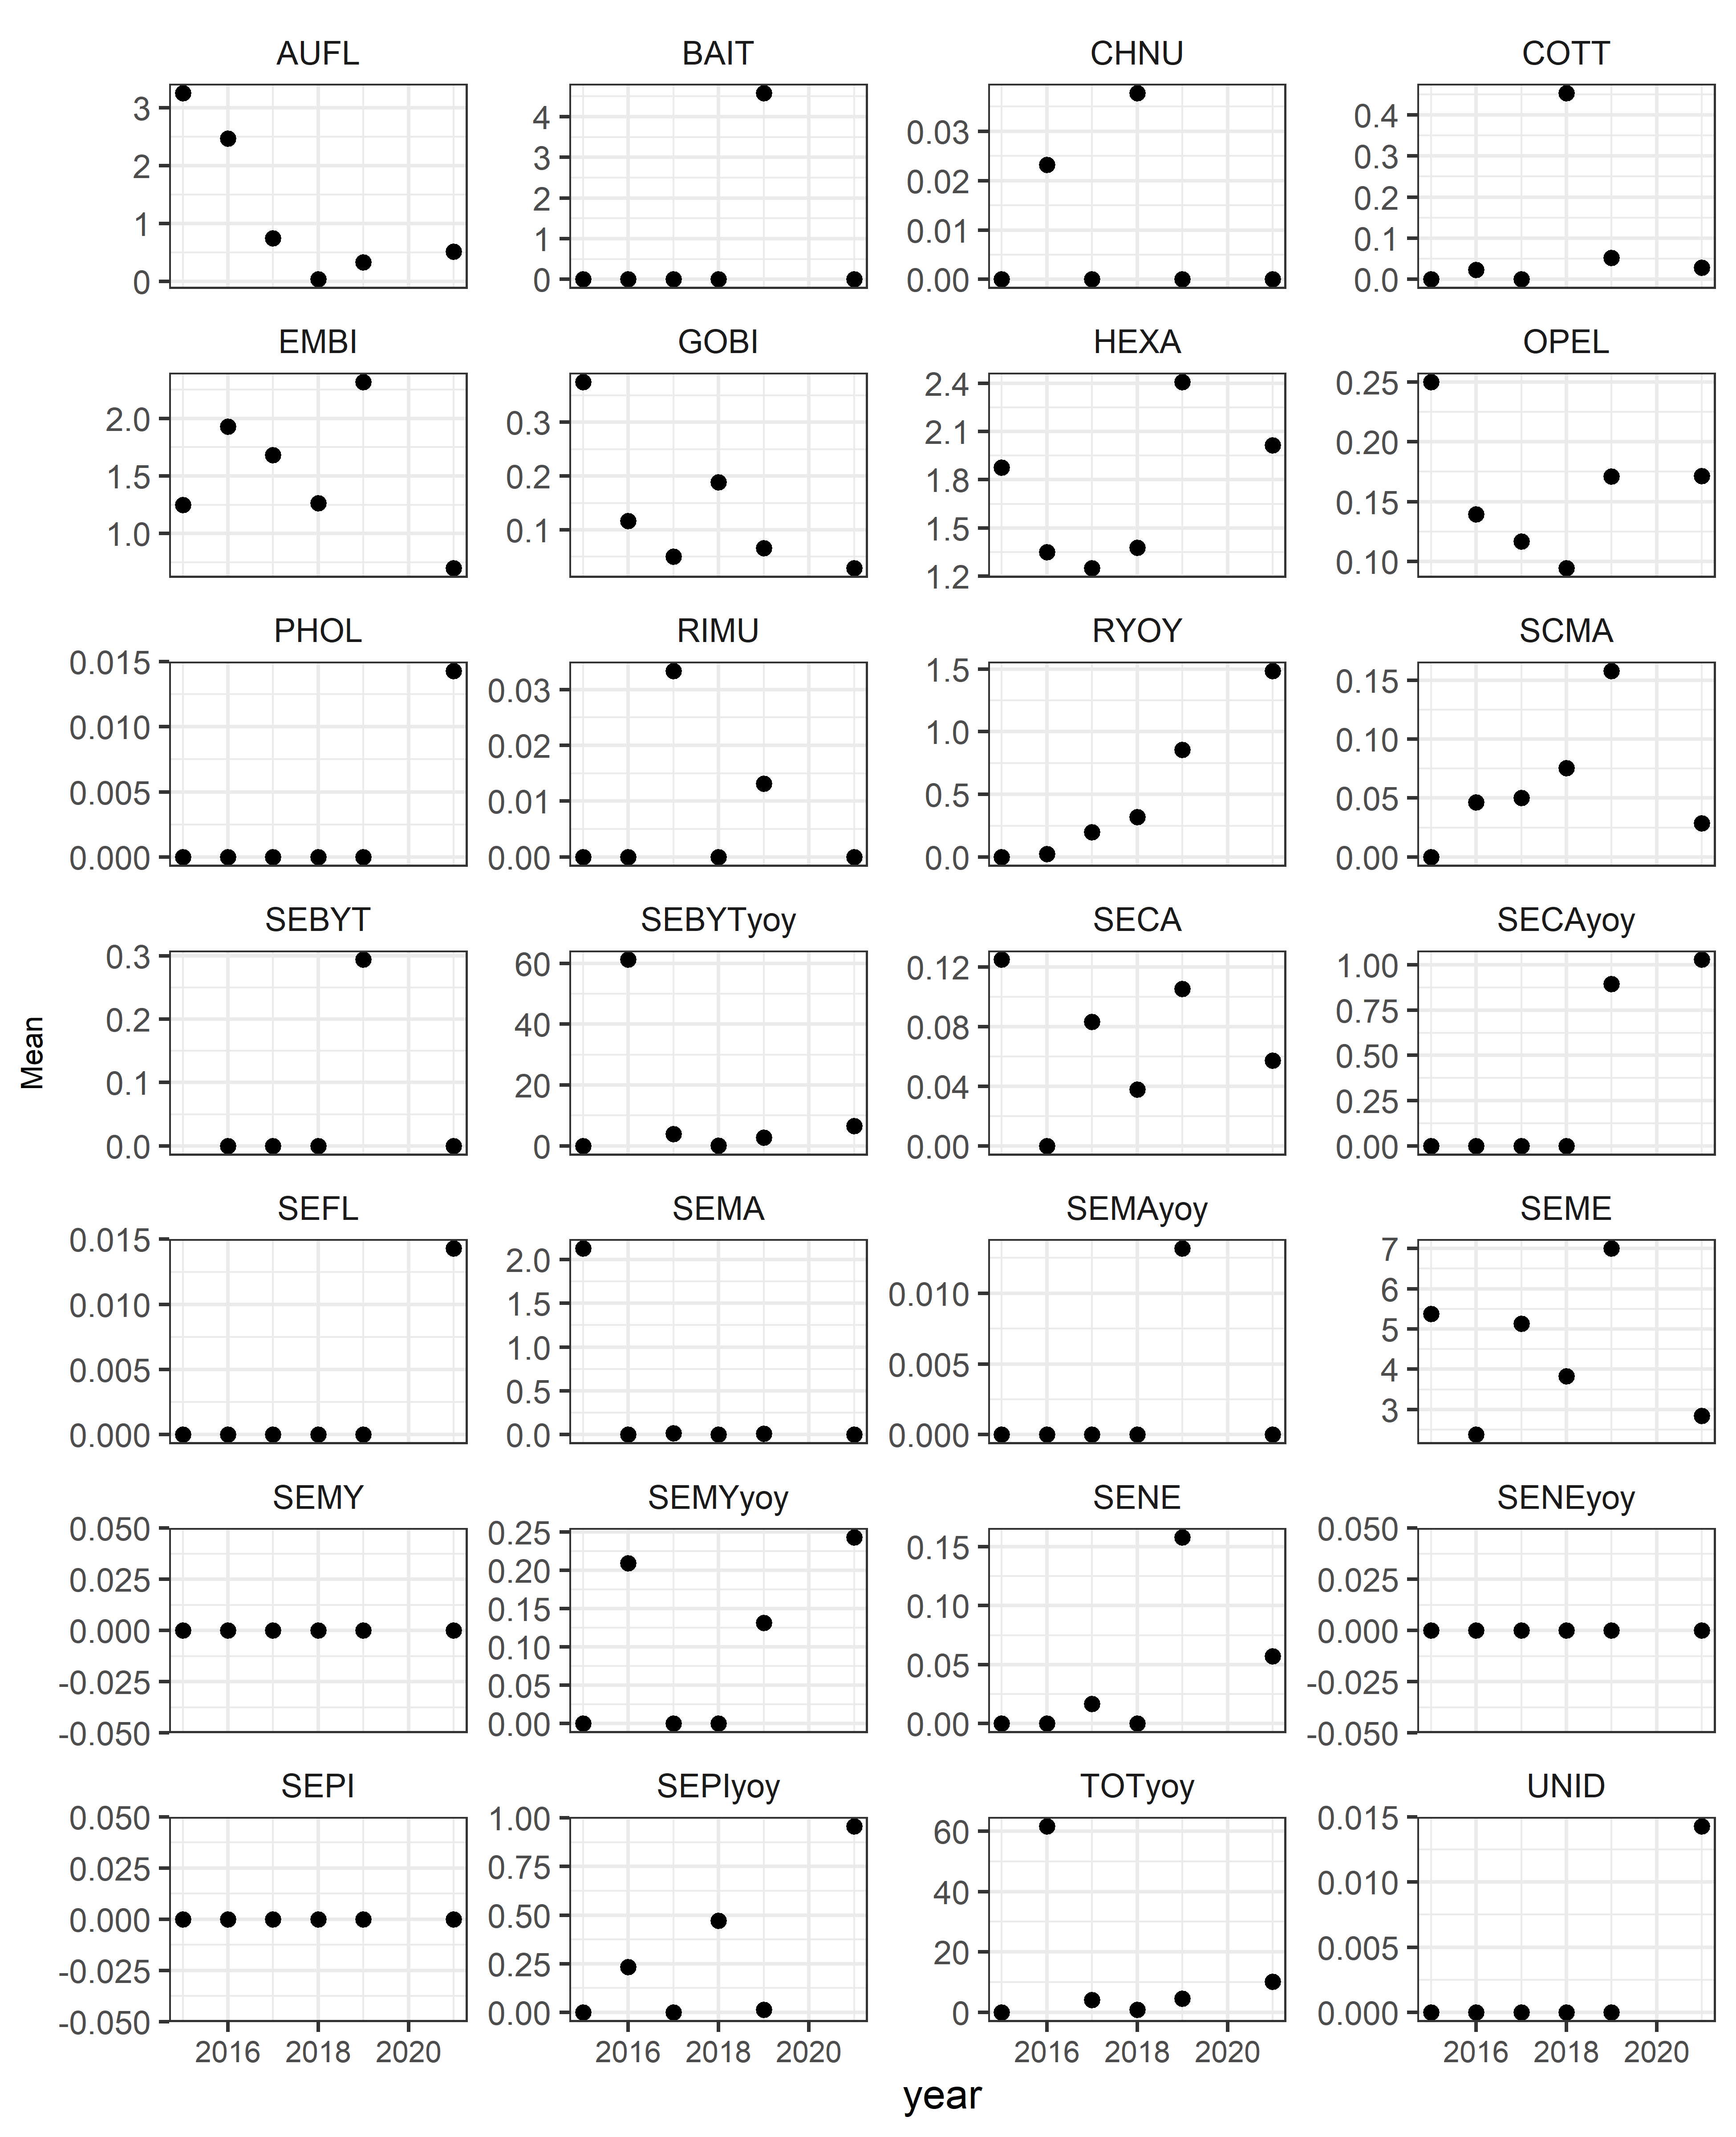 AUFL BAIT CHNU COTT
3 4 0.03 0.4
2 3 0.02 0.3
1 2 0.01 0.2
0 1 0.00 0.1
0 0.0
EMBI GOBI HEXA OPEL
2.0 0.3 2.4 0.25
1.5 0.2 2.1 0.20
1.0 0.1 1.8 0.15
1.5 0.10
1.2
PHOL RIMU RYOY SCMA
0.015 0.03 1.5 0.15
0.010 0.02 1.0 0.10
0.005 0.01 0.5 0.05
0.000 0.00 0.0 0.00
SEBYT SEBYTyoy SECA SECAyoy
0.3 60 0.12 1.00
0.2 40 0.08 0.75
0.1 20 0.04 0.50
0.0 0 0.00 0.25
0.00
Mean
SEFL SEMA SEMAyoy SEME
0.015 2.0 0.010 7
0.010 1.5 0.005 6
0.005 1.0 0.000 5
0.000 0.5 4
0.0 3
SEMY SEMYyoy SENE SENEyoy
0.050 0.25 0.15 0.050
0.025 0.20 0.10 0.025
0.000 0.15 0.05 0.000
-0.025 0.10 0.00 -0.025
-0.050 0.05 -0.050
0.00
SEPI SEPIyoy TOTyoy UNID
0.050 1.00 60 0.015
0.025 0.75 40 0.010
0.000 0.50 20 0.005
-0.025 0.25 0 0.000
-0.050 0.00
2016 2018 2020 2016 2018 2020 2016 2018 2020 2016 2018 2020
year